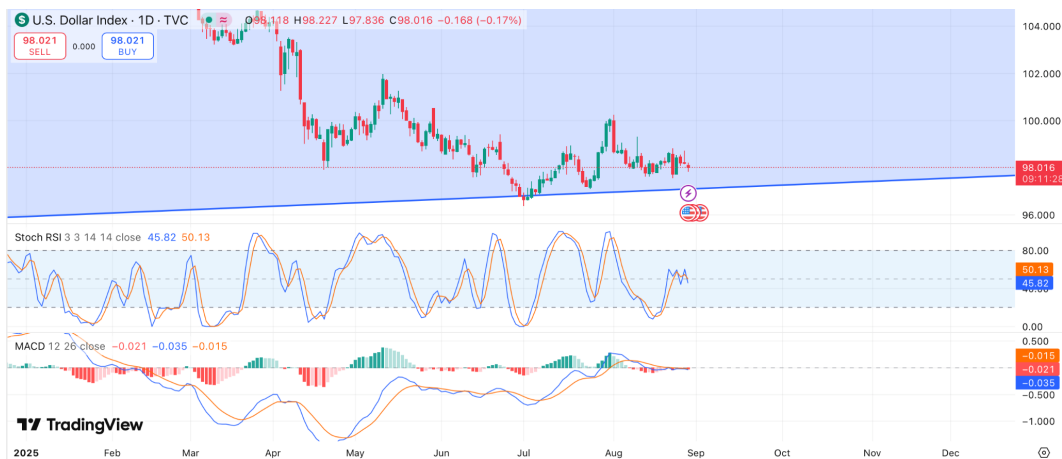 S U.S. Dollar Index · 1D · TVC ≈ O98.118 H98.227 L97.836 C98.016 −0.168 (−0.17%)
98.021 SELL 0.000 98.021 BUY
104.000
102.000
100.000
98.016
09:11:28
96.000
Stoch RSI 3 3 14 14 close 45.82 50.13
80.00
50.13
45.82
40.00
0.00
MACD 12 26 close −0.021 −0.035 −0.015
0.500
−0.015
−0.021
−0.035
−0.500
−1.000
TradingView
2025 Feb Mar Apr May Jun Jul Aug Sep Oct Nov Dec